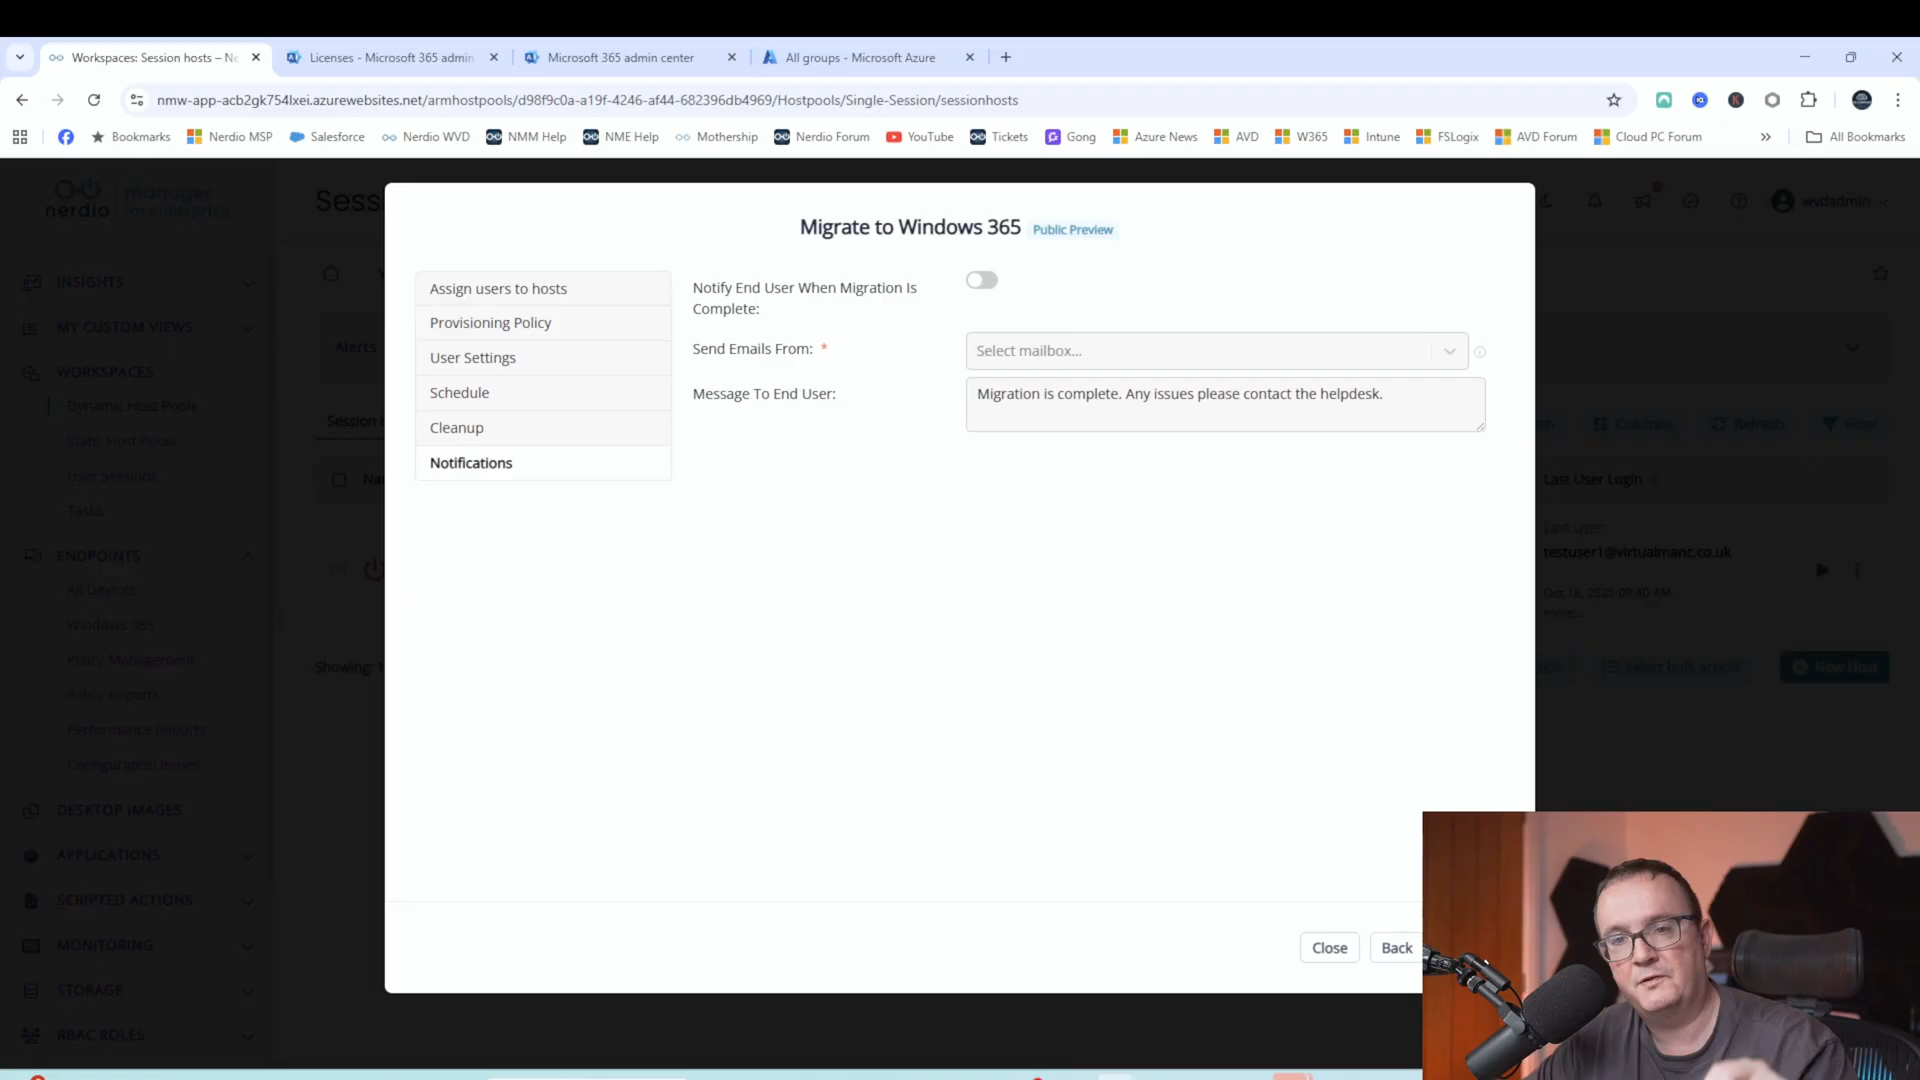 Workspaces: Session hosts – Ne
Licenses - Microsoft 365 admin
Microsoft 365 admin center
All groups - Microsoft Azure
nmw-app-acb2gk754lxei.azurewebsites.net/armhostpools/d98f9c0a-a19f-4246-af44-682396db4969/Hostpools/Single-Session/sessionhosts
Bookmarks
Nerdio MSP
Salesforce
Nerdio WVD
NMM Help
NME Help
Mothership
Nerdio Forum
YouTube
Tickets
Gong
Azure News
AVD
W365
Intune
FSLogix
AVD Forum
Cloud PC Forum
All Bookmarks
nerdio
manager
for enterprise
Sess
wvdadmin
INSIGHTS
MY CUSTOM VIEWS
WORKSPACES
Dynamic Host Pools
Static Host Pools
User Sessions
Tasks
ENDPOINTS
All Devices
Windows 365
Policy Management
Policy Reports
Performance Reports
Configuration Issues
DESKTOP IMAGES
APPLICATIONS
SCRIPTED ACTIONS
MONITORING
STORAGE
RBAC ROLES
Alerts
Session
Na
Showing:
Migrate to Windows 365
Public Preview
Assign users to hosts
Provisioning Policy
User Settings
Schedule
Cleanup
Notifications
Notify End User When Migration Is
Complete:
Send Emails From: *
Select mailbox...
Message To End User:
Migration is complete. Any issues please contact the helpdesk.
Close
Back
Columns
Refresh
Filter
Last User Login
Last user
testuser1@virtualmanc.co.uk
Oct 18, 2025 09:40 AM
more...
Select bulk action
New Host